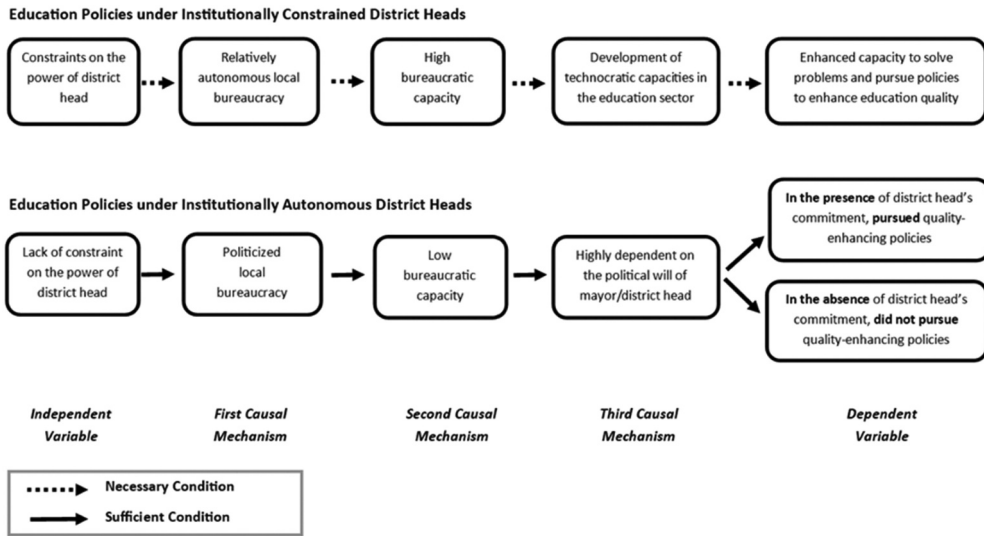 Education Policies under Institutionally Constrained District Heads
Constraints on the
power of district
head
Relatively
autonomous local
bureaucracy
High
bureaucratic
capacity
Development of
technocratic capacities in
the education sector
Enhanced capacity to solve
problems and pursue policies
to enhance education quality
Education Policies under Institutionally Autonomous District Heads
Lack of constraint
on the power of
district head
Politicized
local
bureaucracy
Low
bureaucratic
capacity
Highly dependent on
the political will of
mayor/district head
In the presence of district head's
commitment, pursued quality-
enhancing policies
In the absence of district head's
commitment, did not pursue
quality-enhancing policies
Independent
Variable
First Causal
Mechanism
Second Causal
Mechanism
Third Causal
Mechanism
Dependent
Variable
Necessary Condition
Sufficient Condition